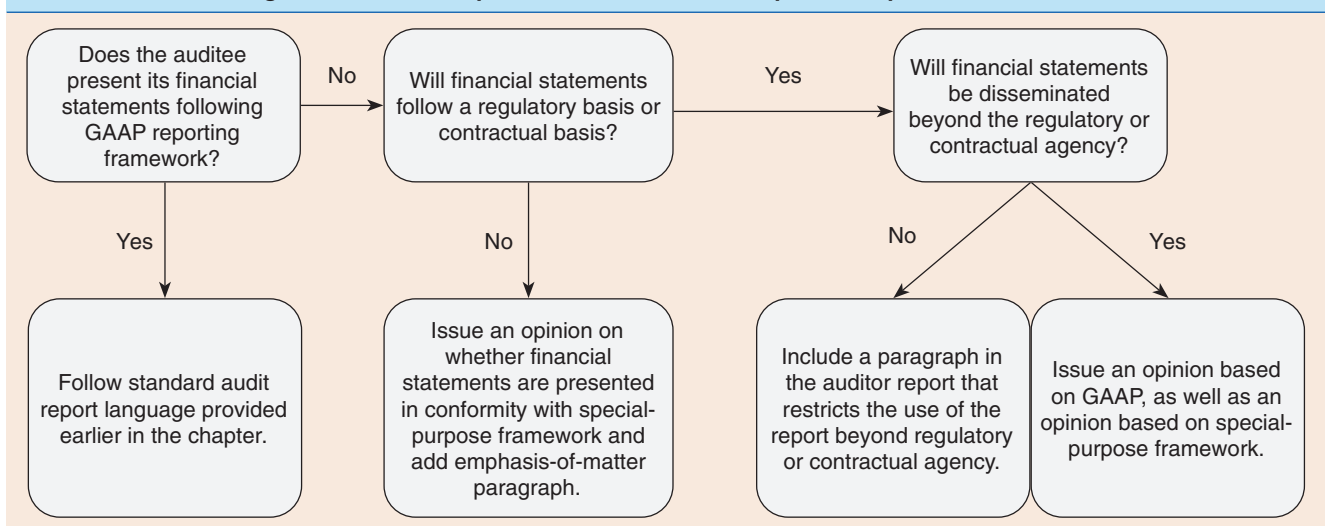 Does the auditee
present its financial
statements following
GAAP reporting
framework?
No
Will financial statements
follow a regulatory basis or
contractual basis?
Yes
Will financial statements
be disseminated
beyond the regulatory or
contractual agency?
Yes
No
No
Yes
Follow standard audit
report language provided
earlier in the chapter.
Issue an opinion on
whether financial
statements are presented
in conformity with special-
purpose framework and
add emphasis-of-matter
paragraph.
Include a paragraph in
the auditor report that
restricts the use of the
report beyond regulatory
or contractual agency.
Issue an opinion based
on GAAP, as well as an
opinion based on special-
purpose framework.